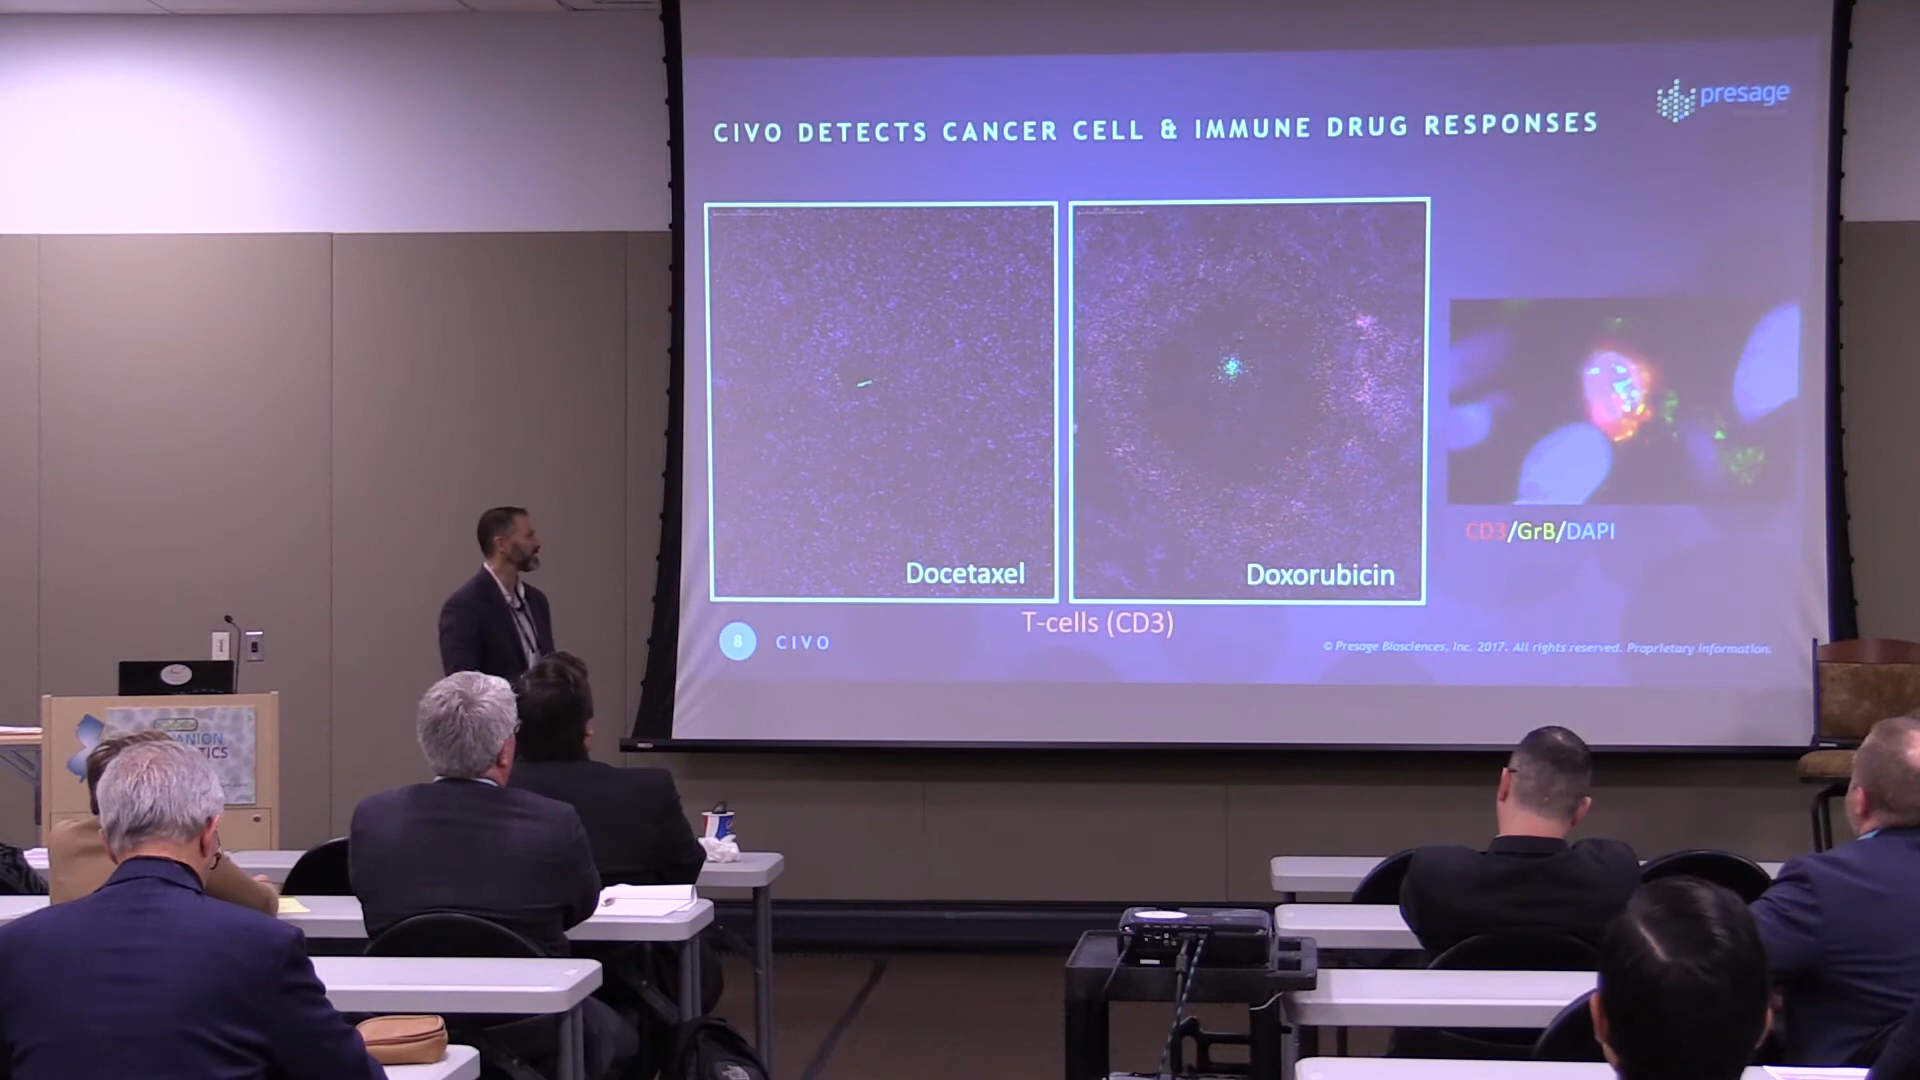 presage
CIVO DETECTS CANCER CELL & IMMUNE DRUG RESPONSES
Docetaxel
Doxorubicin
CD3/GrB/DAPI
T-cells (CD3)
8 CIVO
© Presage Biosciences, Inc. 2017. All rights reserved. Proprietary Information.